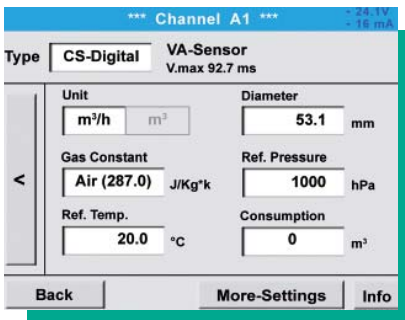 *** Channel A1 ***
- 24.1V
- 16 mA
Type CS-Digital VA-Sensor
V.max 92.7 ms
Unit Diameter
m³/h m³ 53.1 mm
Gas Constant Ref. Pressure
< Air (287.0) J/Kg*k 1000 hPa
Ref. Temp. Consumption
20.0 °C 0 m³
Back More-Settings Info